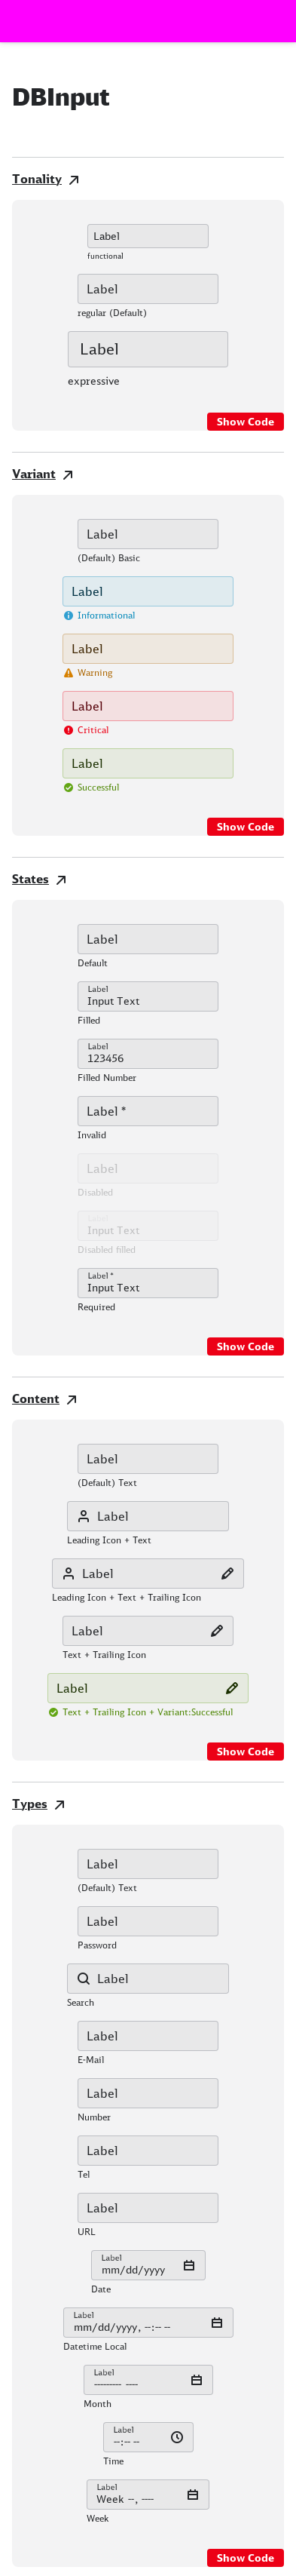 DBInput
Tonality
Label
functional
Label
regular (Default)
Label
expressive
Show Code
Variant
Label
(Default) Basic
Label
Informational
Label
Warning
Label
Critical
Label
Successful
Show Code
States
Label
Default
Label
Input Text
Filled
Label
123456
Filled Number
Label *
Invalid
Label
Disabled
Input Text
Disabled filled
Label *
Input Text
Required
Show Code
Content
Label
(Default) Text
Label
Leading Icon + Text
Label
Leading Icon + Text + Trailing Icon
Label
Text + Trailing Icon
Label
Text + Trailing Icon + Variant:Successful
Show Code
Types
Label
(Default) Text
Label
Password
Label
Search
Label
E-Mail
Label
Number
Label
Tel
Label
URL
Label
mm/dd/yyyy
Date
Label
mm/dd/yyyy, --:-- --
Datetime Local
Label
--------- ----
Month
Label
--:-- --
Time
Label
Week --, ----
Week
Show Code